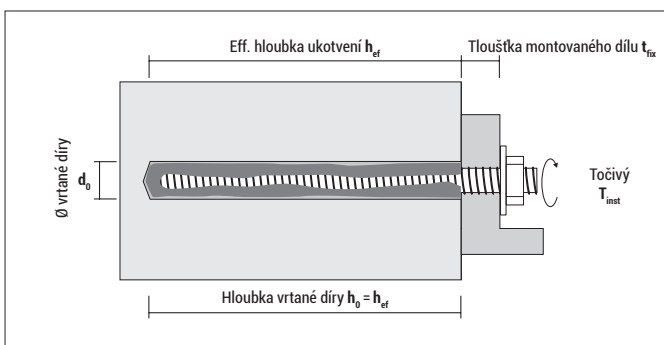 Eff. hloubka ukotvení hef
Tloušťka montovaného dílu tfix
Ø vrtané díry
d0
Točivý
Tinst
Hloubka vrtané díry h0 = hef